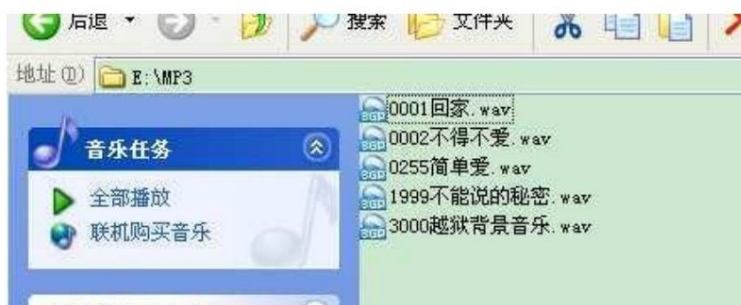 后退 搜索 文件夹
地址(D) E:\MP3
音乐任务
全部播放
联机购买音乐
0001回家.wav
0002不得不爱.wav
0255简单爱.wav
1999不能说的秘密.wav
3000越狱背景音乐.wav